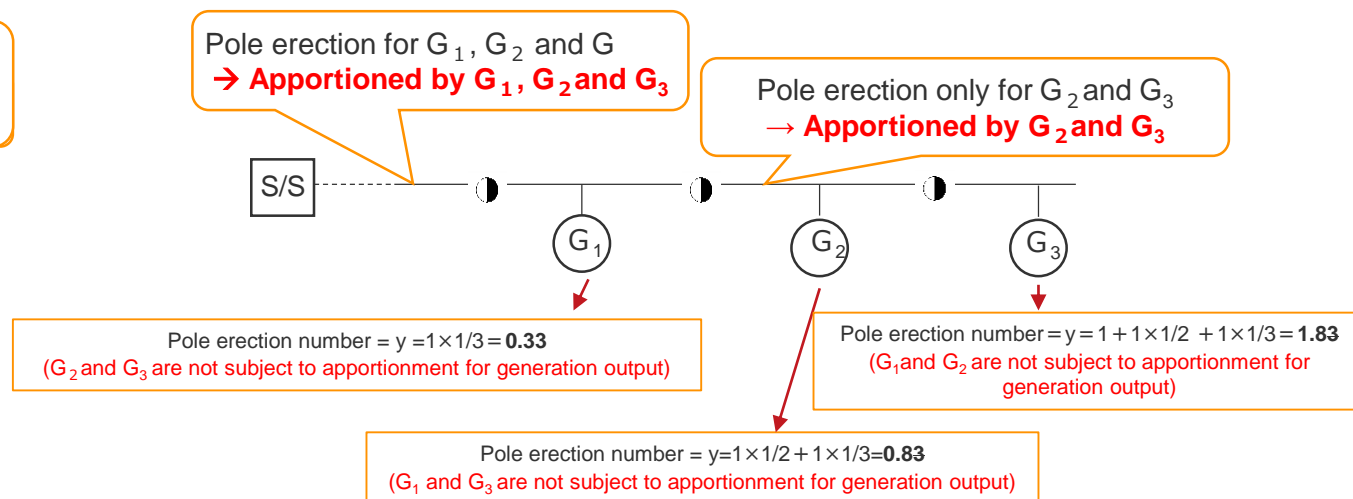 Pole erection for G₁, G₂ and G
→ Apportioned by G₁, G₂ and G₃
Pole erection only for G₂ and G₃
→ Apportioned by G₂ and G₃
S/S
G₁
G₂
G₃
Pole erection number = y =1×1/3=0.33
(G₂ and G₃ are not subject to apportionment for generation output)
Pole erection number=y=1+1×1/2 +1×1/3=1.83
(G₁and G₂ are not subject to apportionment for
generation output)
Pole erection number = y=1×1/2+1×1/3=0.83
(G₁ and G₃ are not subject to apportionment for generation output)